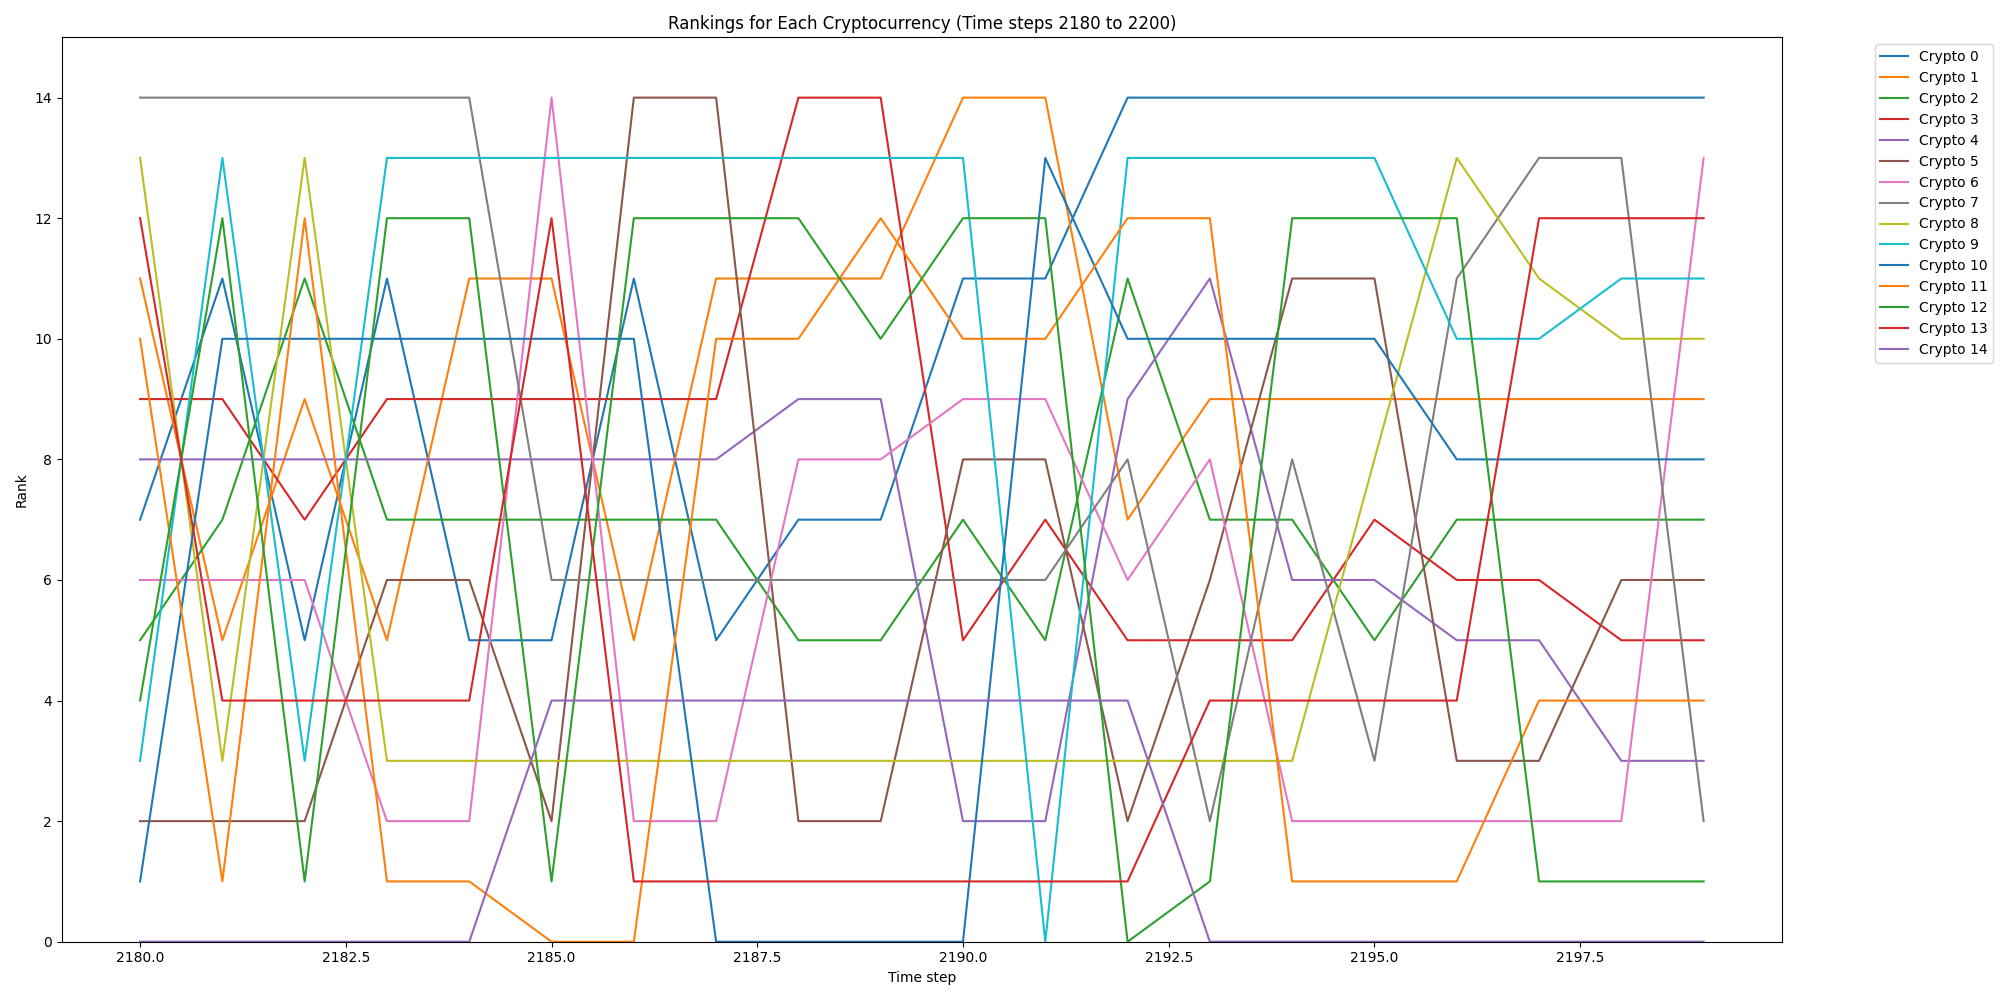 Rankings for Each Cryptocurrency (Time steps 2180 to 2200)
Rank
14
12
10
8
6
4
2
0
2180.0 2182.5 2185.0 2187.5 2190.0 2192.5 2195.0 2197.5
Time step
Crypto 0
Crypto 1
Crypto 2
Crypto 3
Crypto 4
Crypto 5
Crypto 6
Crypto 7
Crypto 8
Crypto 9
Crypto 10
Crypto 11
Crypto 12
Crypto 13
Crypto 14